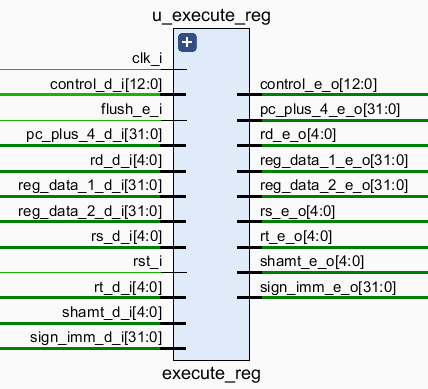 u_execute_reg
clk_i
control_d_i[12:0]
flush_e_i
pc_plus_4_d_i[31:0]
rd_d_i[4:0]
reg_data_1_d_i[31:0]
reg_data_2_d_i[31:0]
rs_d_i[4:0]
rst_i
rt_d_i[4:0]
shamt_d_i[4:0]
sign_imm_d_i[31:0]
control_e_o[12:0]
pc_plus_4_e_o[31:0]
rd_e_o[4:0]
reg_data_1_e_o[31:0]
reg_data_2_e_o[31:0]
rs_e_o[4:0]
rt_e_o[4:0]
shamt_e_o[4:0]
sign_imm_e_o[31:0]
execute_reg